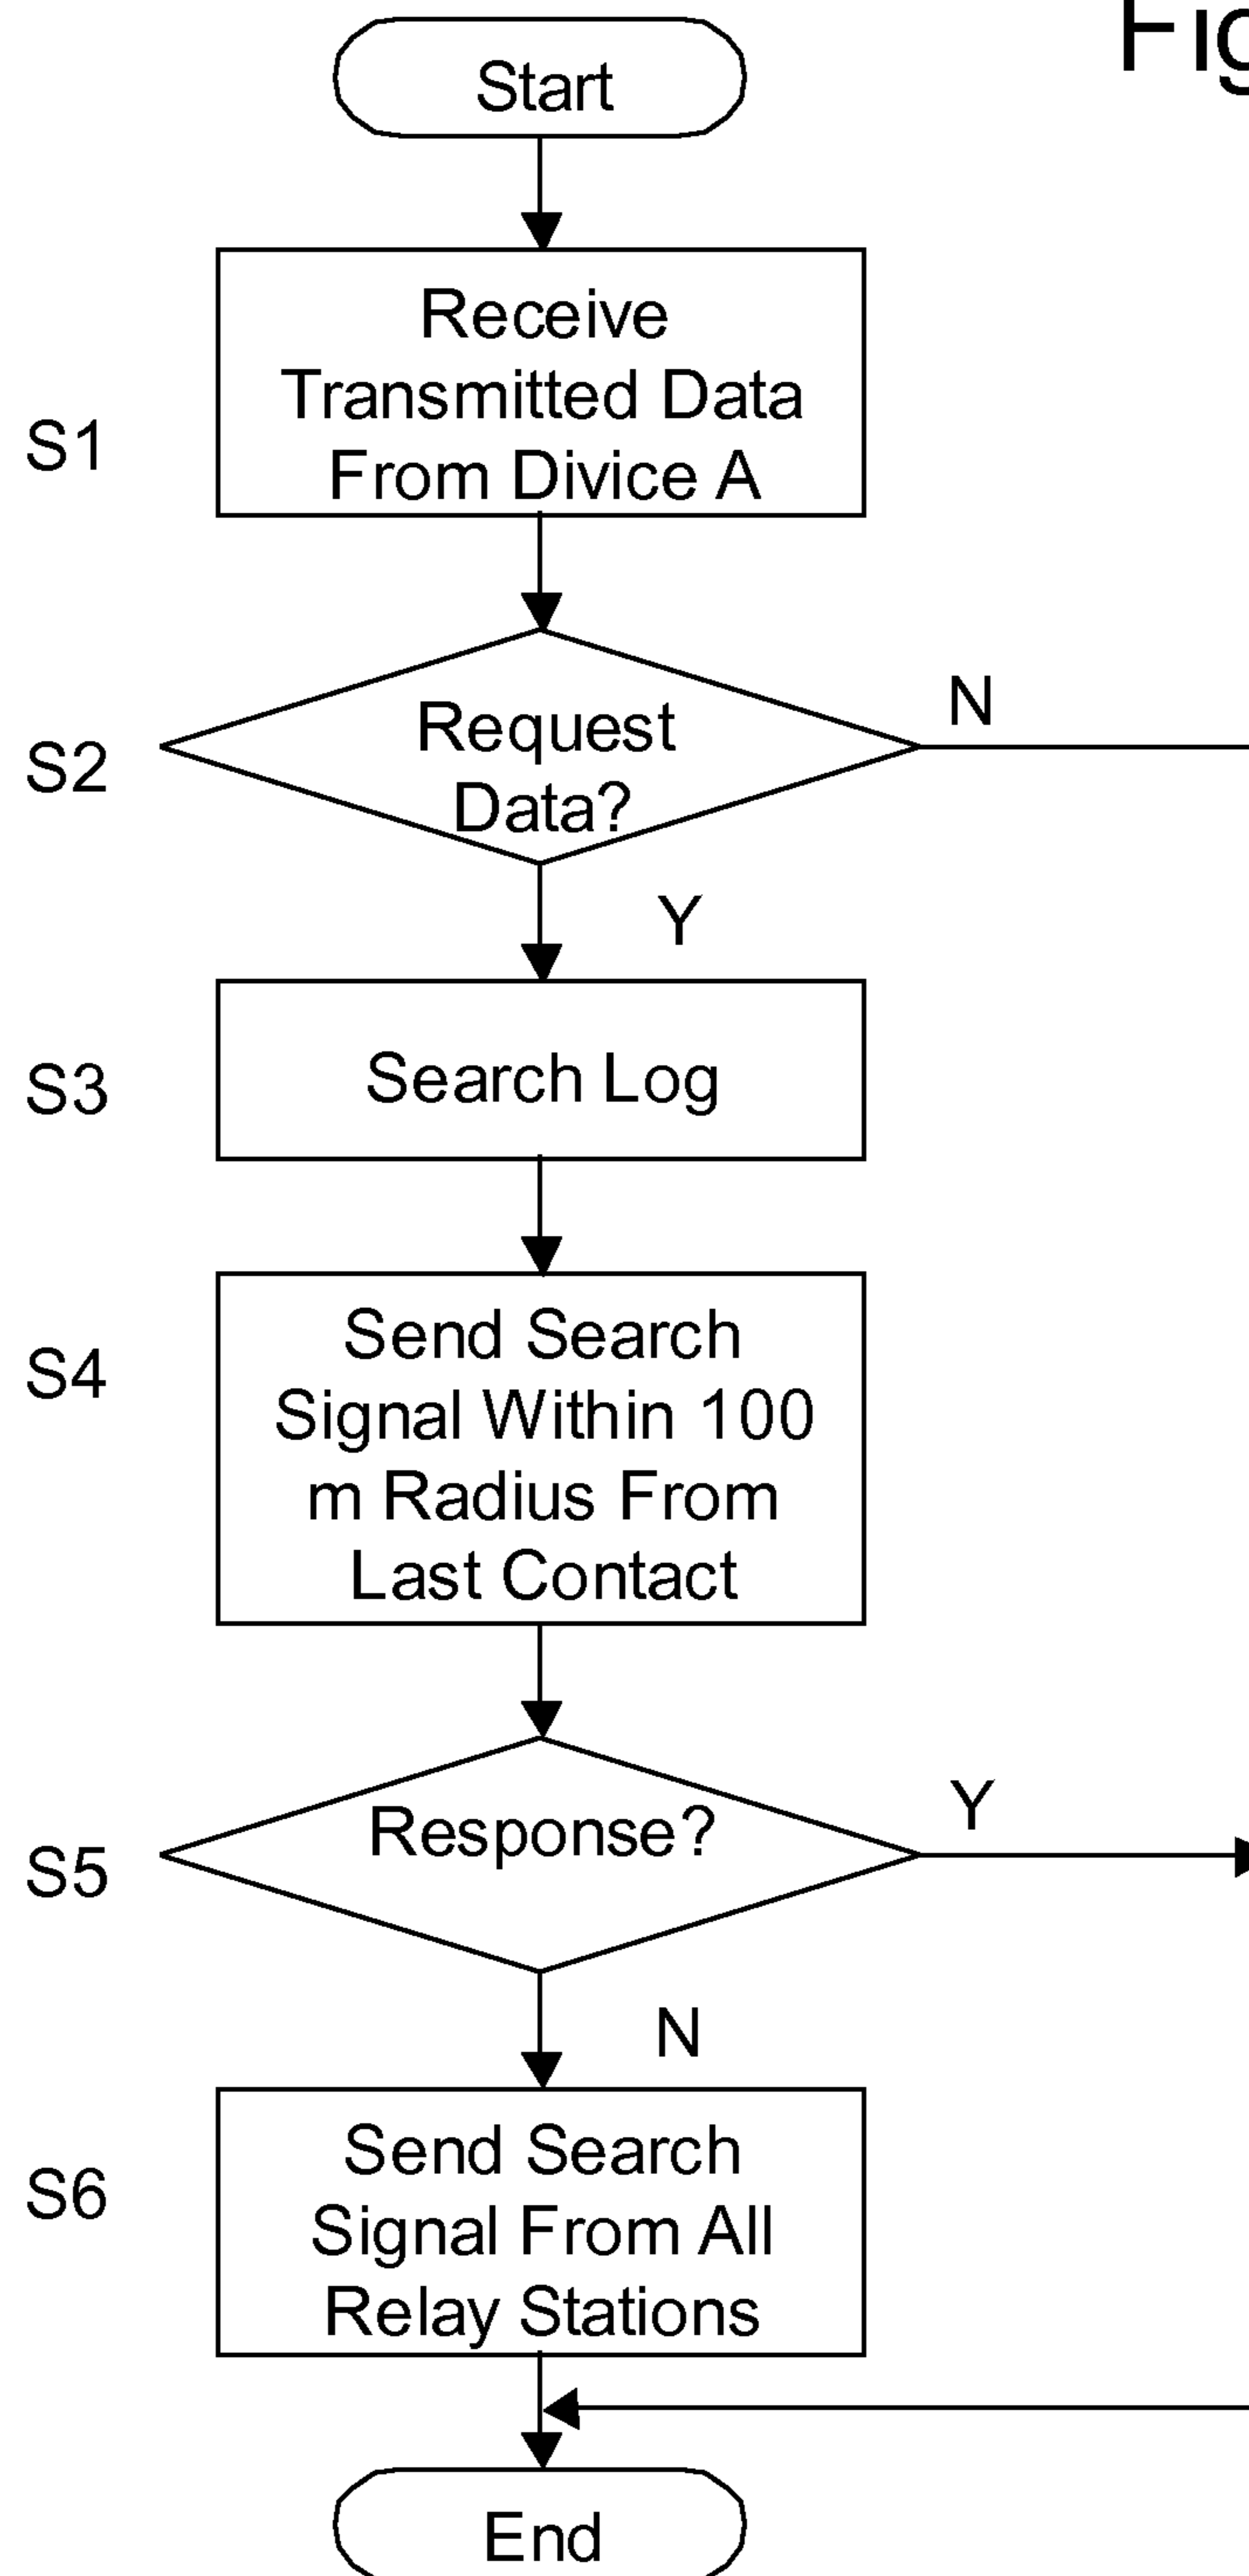 Fig
Start
Receive
Transmitted Data
From Divice A
S1
Request
Data?
S2
N
Y
Search Log
S3
Send Search
Signal Within 100
m Radius From
Last Contact
S4
Response?
S5
Y
N
Send Search
Signal From All
Relay Stations
S6
End